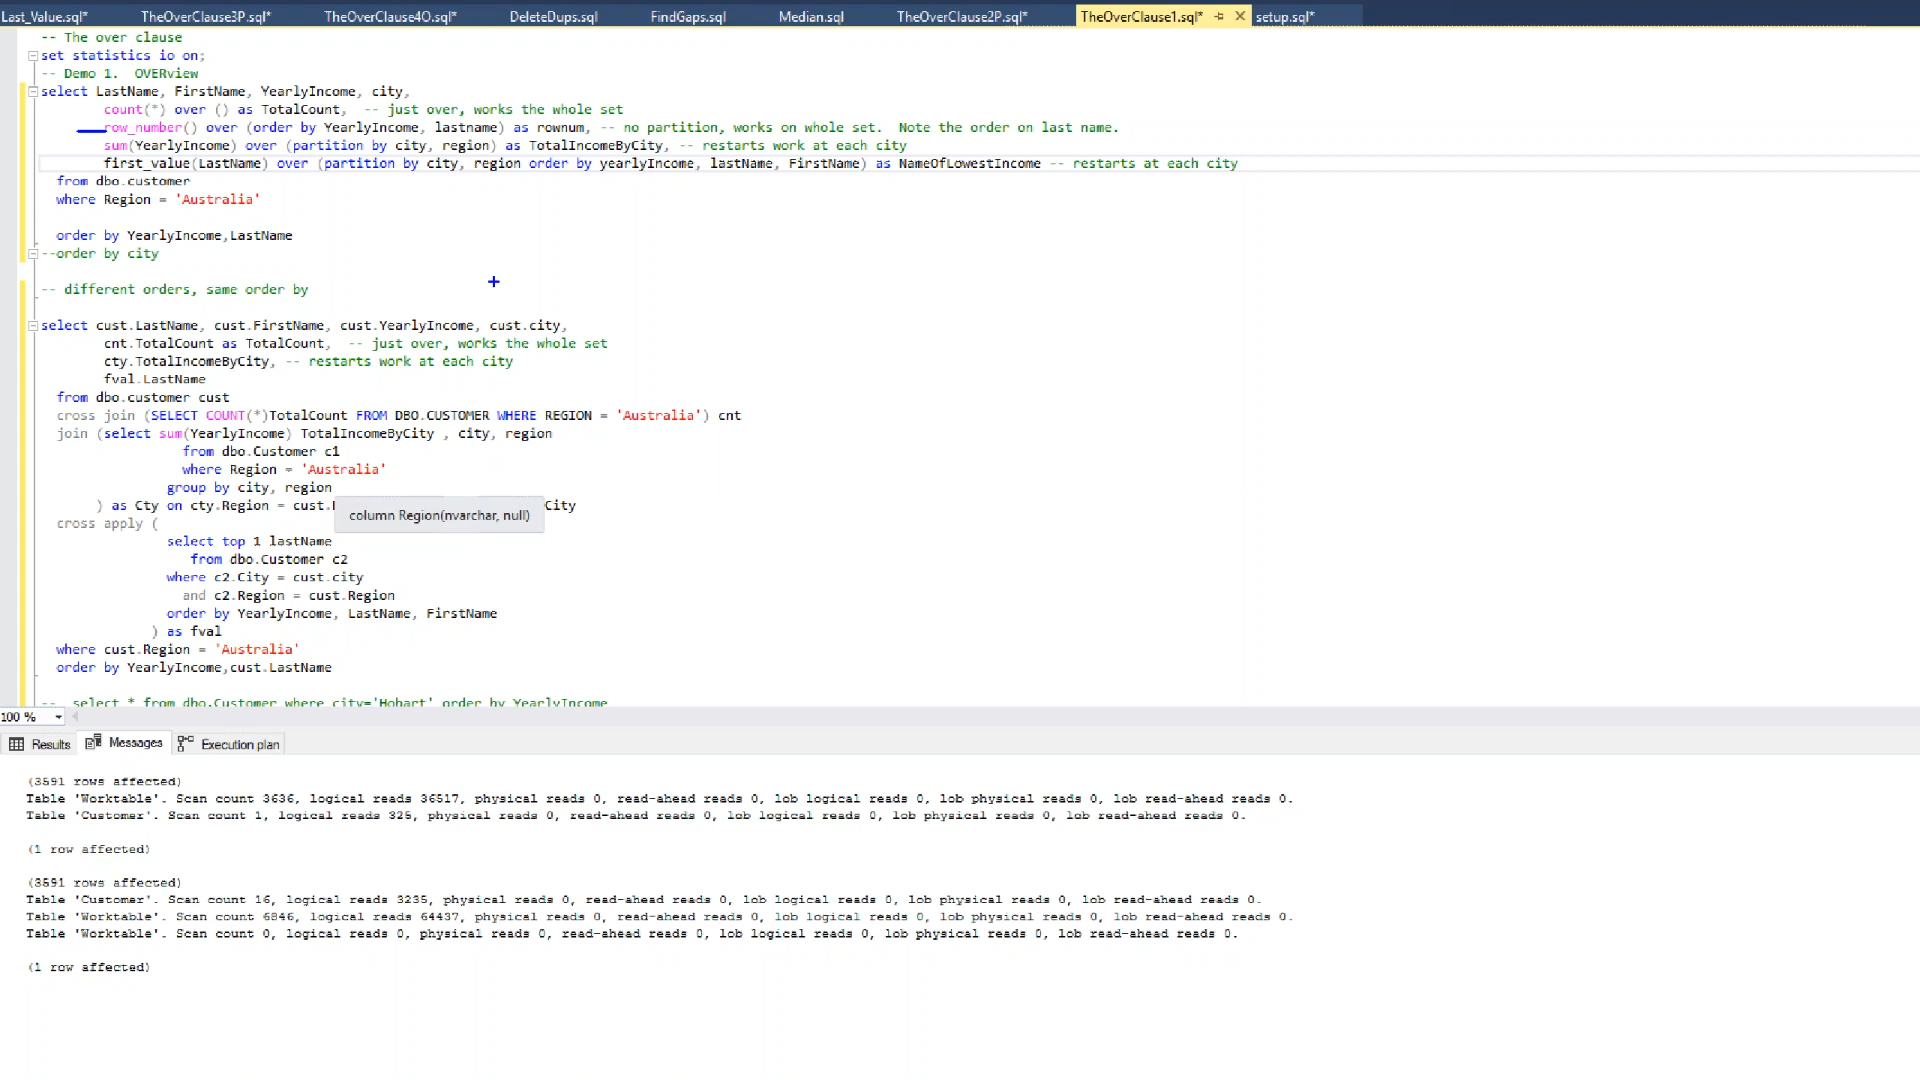 Last_Value.sql* TheOverClause3P.sql* TheOverClause4O.sql* DeleteDups.sql FindGaps.sql Median.sql TheOverClause2P.sql* TheOverClause1.sql* setup.sql*
-- The over clause
set statistics io on;
-- Demo 1.  OVERview
select LastName, FirstName, YearlyIncome, city,
count(*) over () as TotalCount,  -- just over, works the whole set
row_number() over (order by YearlyIncome, lastname) as rownum, -- no partition, works on whole set.  Note the order on last name.
sum(YearlyIncome) over (partition by city, region) as TotalIncomeByCity, -- restarts work at each city
first_value(LastName) over (partition by city, region order by yearlyIncome, lastName, FirstName) as NameOfLowestIncome -- restarts at each city
from dbo.customer
where Region = 'Australia'
order by YearlyIncome,LastName
--order by city
-- different orders, same order by
select cust.LastName, cust.FirstName, cust.YearlyIncome, cust.city,
cnt.TotalCount as TotalCount,  -- just over, works the whole set
cty.TotalIncomeByCity, -- restarts work at each city
fval.LastName
from dbo.customer cust
cross join (SELECT COUNT(*)TotalCount FROM DBO.CUSTOMER WHERE REGION = 'Australia') cnt
join (select sum(YearlyIncome) TotalIncomeByCity , city, region
from dbo.Customer c1
where Region = 'Australia'
group by city, region
) as Cty on cty.Region = cust. City
column Region(nvarchar, null)
cross apply (
select top 1 lastName
from dbo.Customer c2
where c2.City = cust.city
and c2.Region = cust.Region
order by YearlyIncome, LastName, FirstName
) as fval
where cust.Region = 'Australia'
order by YearlyIncome,cust.LastName
-- select * from dbo.Customer where city='Hobart' order by YearlyIncome
100 %
Results Messages Execution plan
(3591 rows affected)
Table 'Worktable'. Scan count 3636, logical reads 36517, physical reads 0, read-ahead reads 0, lob logical reads 0, lob physical reads 0, lob read-ahead reads 0.
Table 'Customer'. Scan count 1, logical reads 325, physical reads 0, read-ahead reads 0, lob logical reads 0, lob physical reads 0, lob read-ahead reads 0.
(1 row affected)
(3591 rows affected)
Table 'Customer'. Scan count 16, logical reads 3235, physical reads 0, read-ahead reads 0, lob logical reads 0, lob physical reads 0, lob read-ahead reads 0.
Table 'Worktable'. Scan count 6846, logical reads 64437, physical reads 0, read-ahead reads 0, lob logical reads 0, lob physical reads 0, lob read-ahead reads 0.
Table 'Worktable'. Scan count 0, logical reads 0, physical reads 0, read-ahead reads 0, lob logical reads 0, lob physical reads 0, lob read-ahead reads 0.
(1 row affected)